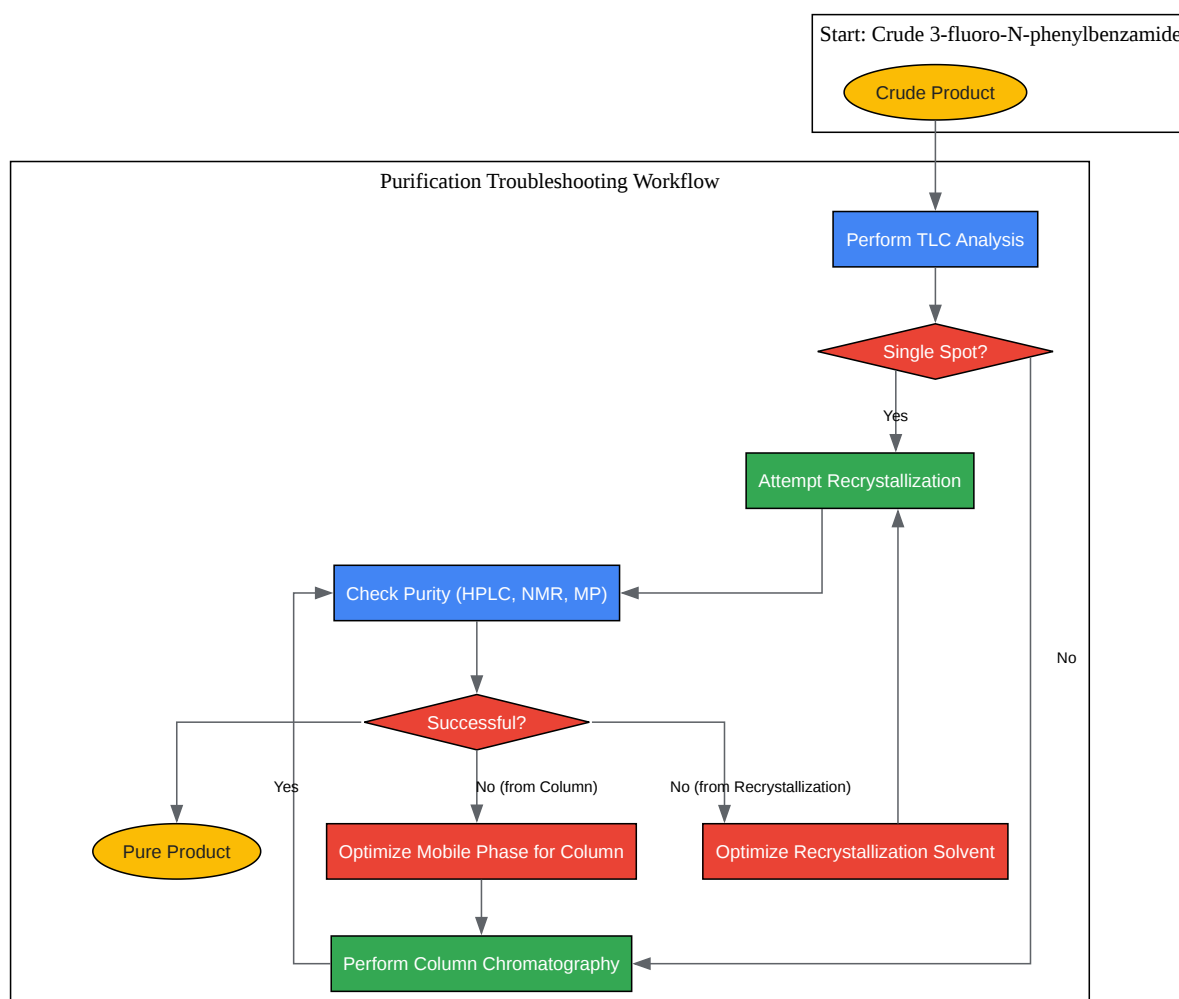 Start: Crude 3-fluoro-N-phenylbenzamide
Crude Product
Purification Troubleshooting Workflow
Perform TLC Analysis
Single Spot?
Yes
Attempt Recrystallization
Check Purity (HPLC, NMR, MP)
No
Successful?
Yes
No (from Column)
No (from Recrystallization)
Pure Product
Optimize Mobile Phase for Column
Optimize Recrystallization Solvent
Perform Column Chromatography